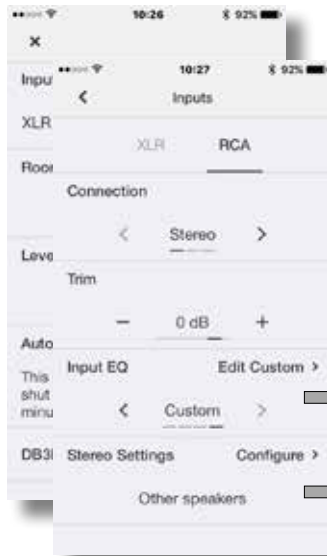 10:26 92%
×
Inpu
XLR
Roor
Leve
Auto
This
shut
minu
DB3
10:27 92%
< Inputs
XLR RCA
Connection
< Stereo >
Trim
− 0 dB +
Input EQ Edit Custom >
< Custom >
Stereo Settings Configure >
Other speakers